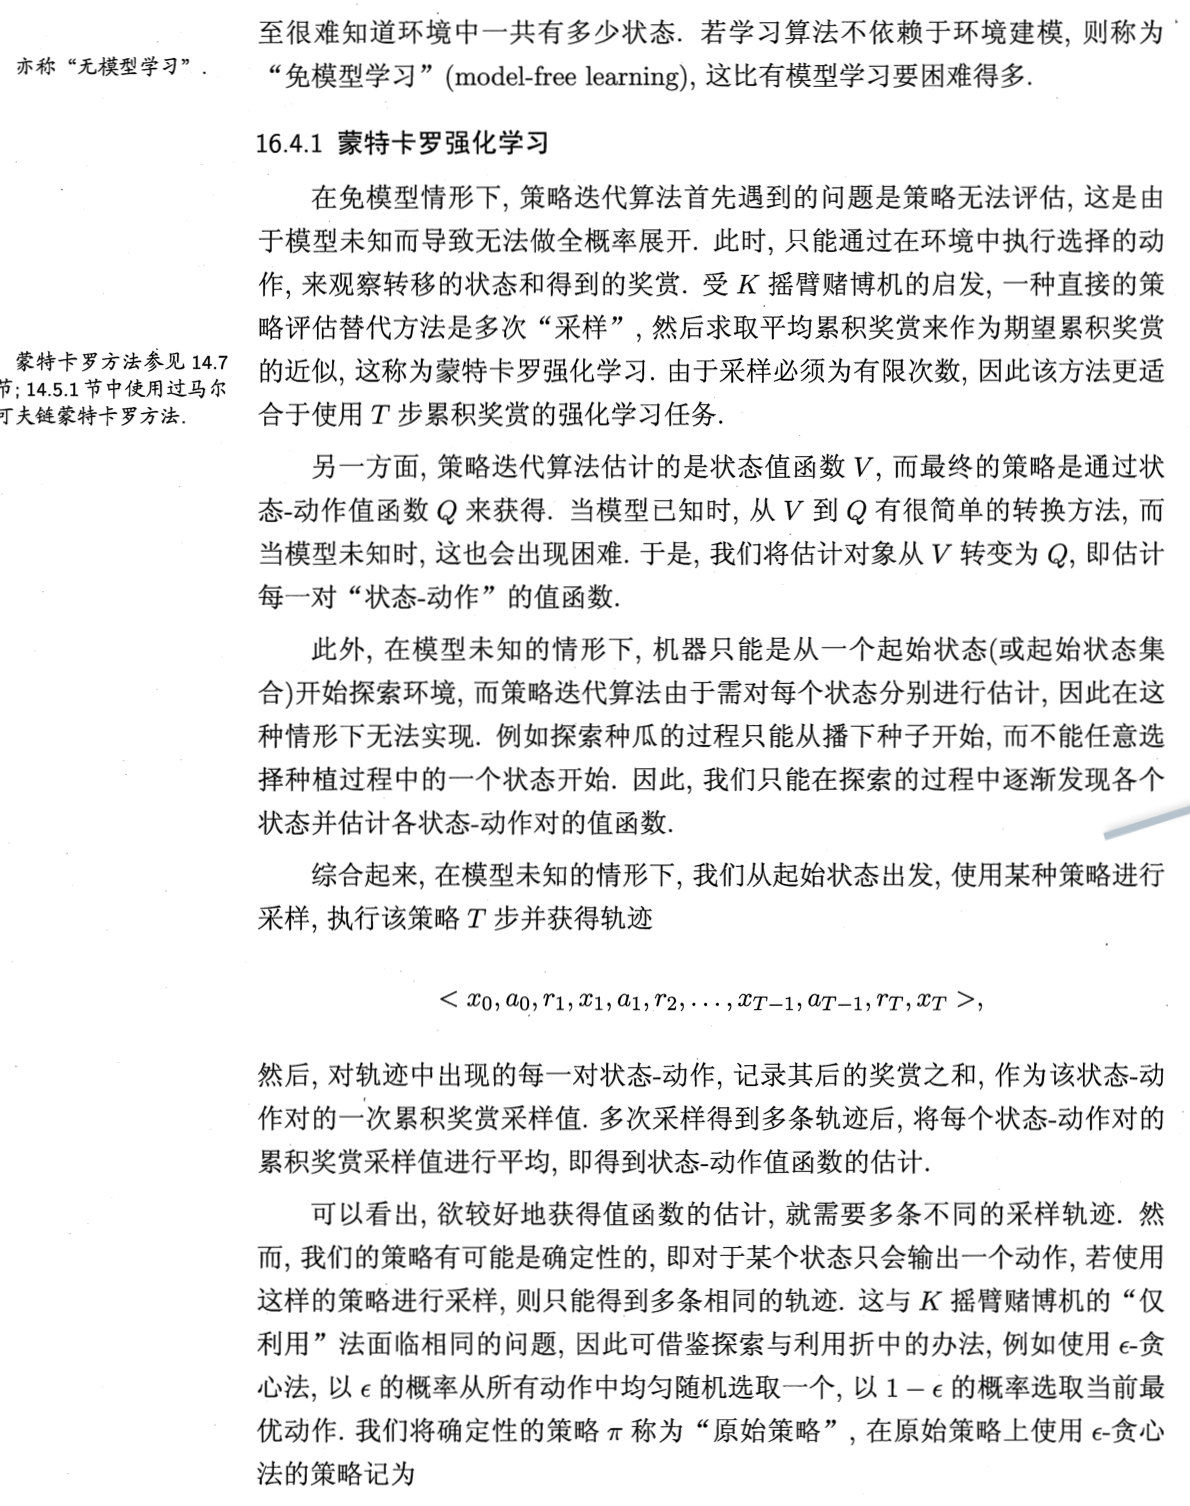 至很难知道环境中一共有多少状态. 若学习算法不依赖于环境建模, 则称为
亦称“无模型学习”.
“免模型学习”(model-free learning), 这比有模型学习要困难得多.
16.4.1 蒙特卡罗强化学习
在免模型情形下, 策略迭代算法首先遇到的问题是策略无法评估, 这是由
于模型未知而导致无法做全概率展开. 此时, 只能通过在环境中执行选择的动
作, 来观察转移的状态和得到的奖赏. 受 K 摇臂赌博机的启发, 一种直接的策
略评估替代方法是多次“采样”, 然后求取平均累积奖赏来作为期望累积奖赏
的近似, 这称为蒙特卡罗强化学习. 由于采样必须为有限次数, 因此该方法更适
合于使用 T 步累积奖赏的强化学习任务.
蒙特卡罗方法参见 14.7
节; 14.5.1 节中使用过马尔
可夫链蒙特卡罗方法.
另一方面, 策略迭代算法估计的是状态值函数 V, 而最终的策略是通过状
态-动作值函数 Q 来获得. 当模型已知时, 从 V 到 Q 有很简单的转换方法, 而
当模型未知时, 这也会出现困难. 于是, 我们将估计对象从 V 转变为 Q, 即估计
每一对“状态-动作”的值函数.
此外, 在模型未知的情形下, 机器只能是从一个起始状态(或起始状态集
合)开始探索环境, 而策略迭代算法由于需对每个状态分别进行估计, 因此在这
种情形下无法实现. 例如探索种瓜的过程只能从播下种子开始, 而不能任意选
择种植过程中的一个状态开始. 因此, 我们只能在探索的过程中逐渐发现各个
状态并估计各状态-动作对的值函数.
综合起来, 在模型未知的情形下, 我们从起始状态出发, 使用某种策略进行
采样, 执行该策略 T 步并获得轨迹
< x₀, a₀, r₁, x₁, a₁, r₂, . . . , x_{T−1}, a_{T−1}, r_T, x_T >,
然后, 对轨迹中出现的每一对状态-动作, 记录其后的奖赏之和, 作为该状态-动
作对的一次累积奖赏采样值. 多次采样得到多条轨迹后, 将每个状态-动作对的
累积奖赏采样值进行平均, 即得到状态-动作值函数的估计.
可以看出, 欲较好地获得值函数的估计, 就需要多条不同的采样轨迹. 然
而, 我们的策略有可能是确定性的, 即对于某个状态只会输出一个动作, 若使用
这样的策略进行采样, 则只能得到多条相同的轨迹. 这与 K 摇臂赌博机的“仅
利用”法面临相同的问题, 因此可借鉴探索与利用折中的办法, 例如使用 ϵ-贪
心法, 以 ϵ 的概率从所有动作中均匀随机选取一个, 以 1 − ϵ 的概率选取当前最
优动作. 我们将确定性的策略 π 称为“原始策略”, 在原始策略上使用 ϵ-贪心
法的策略记为